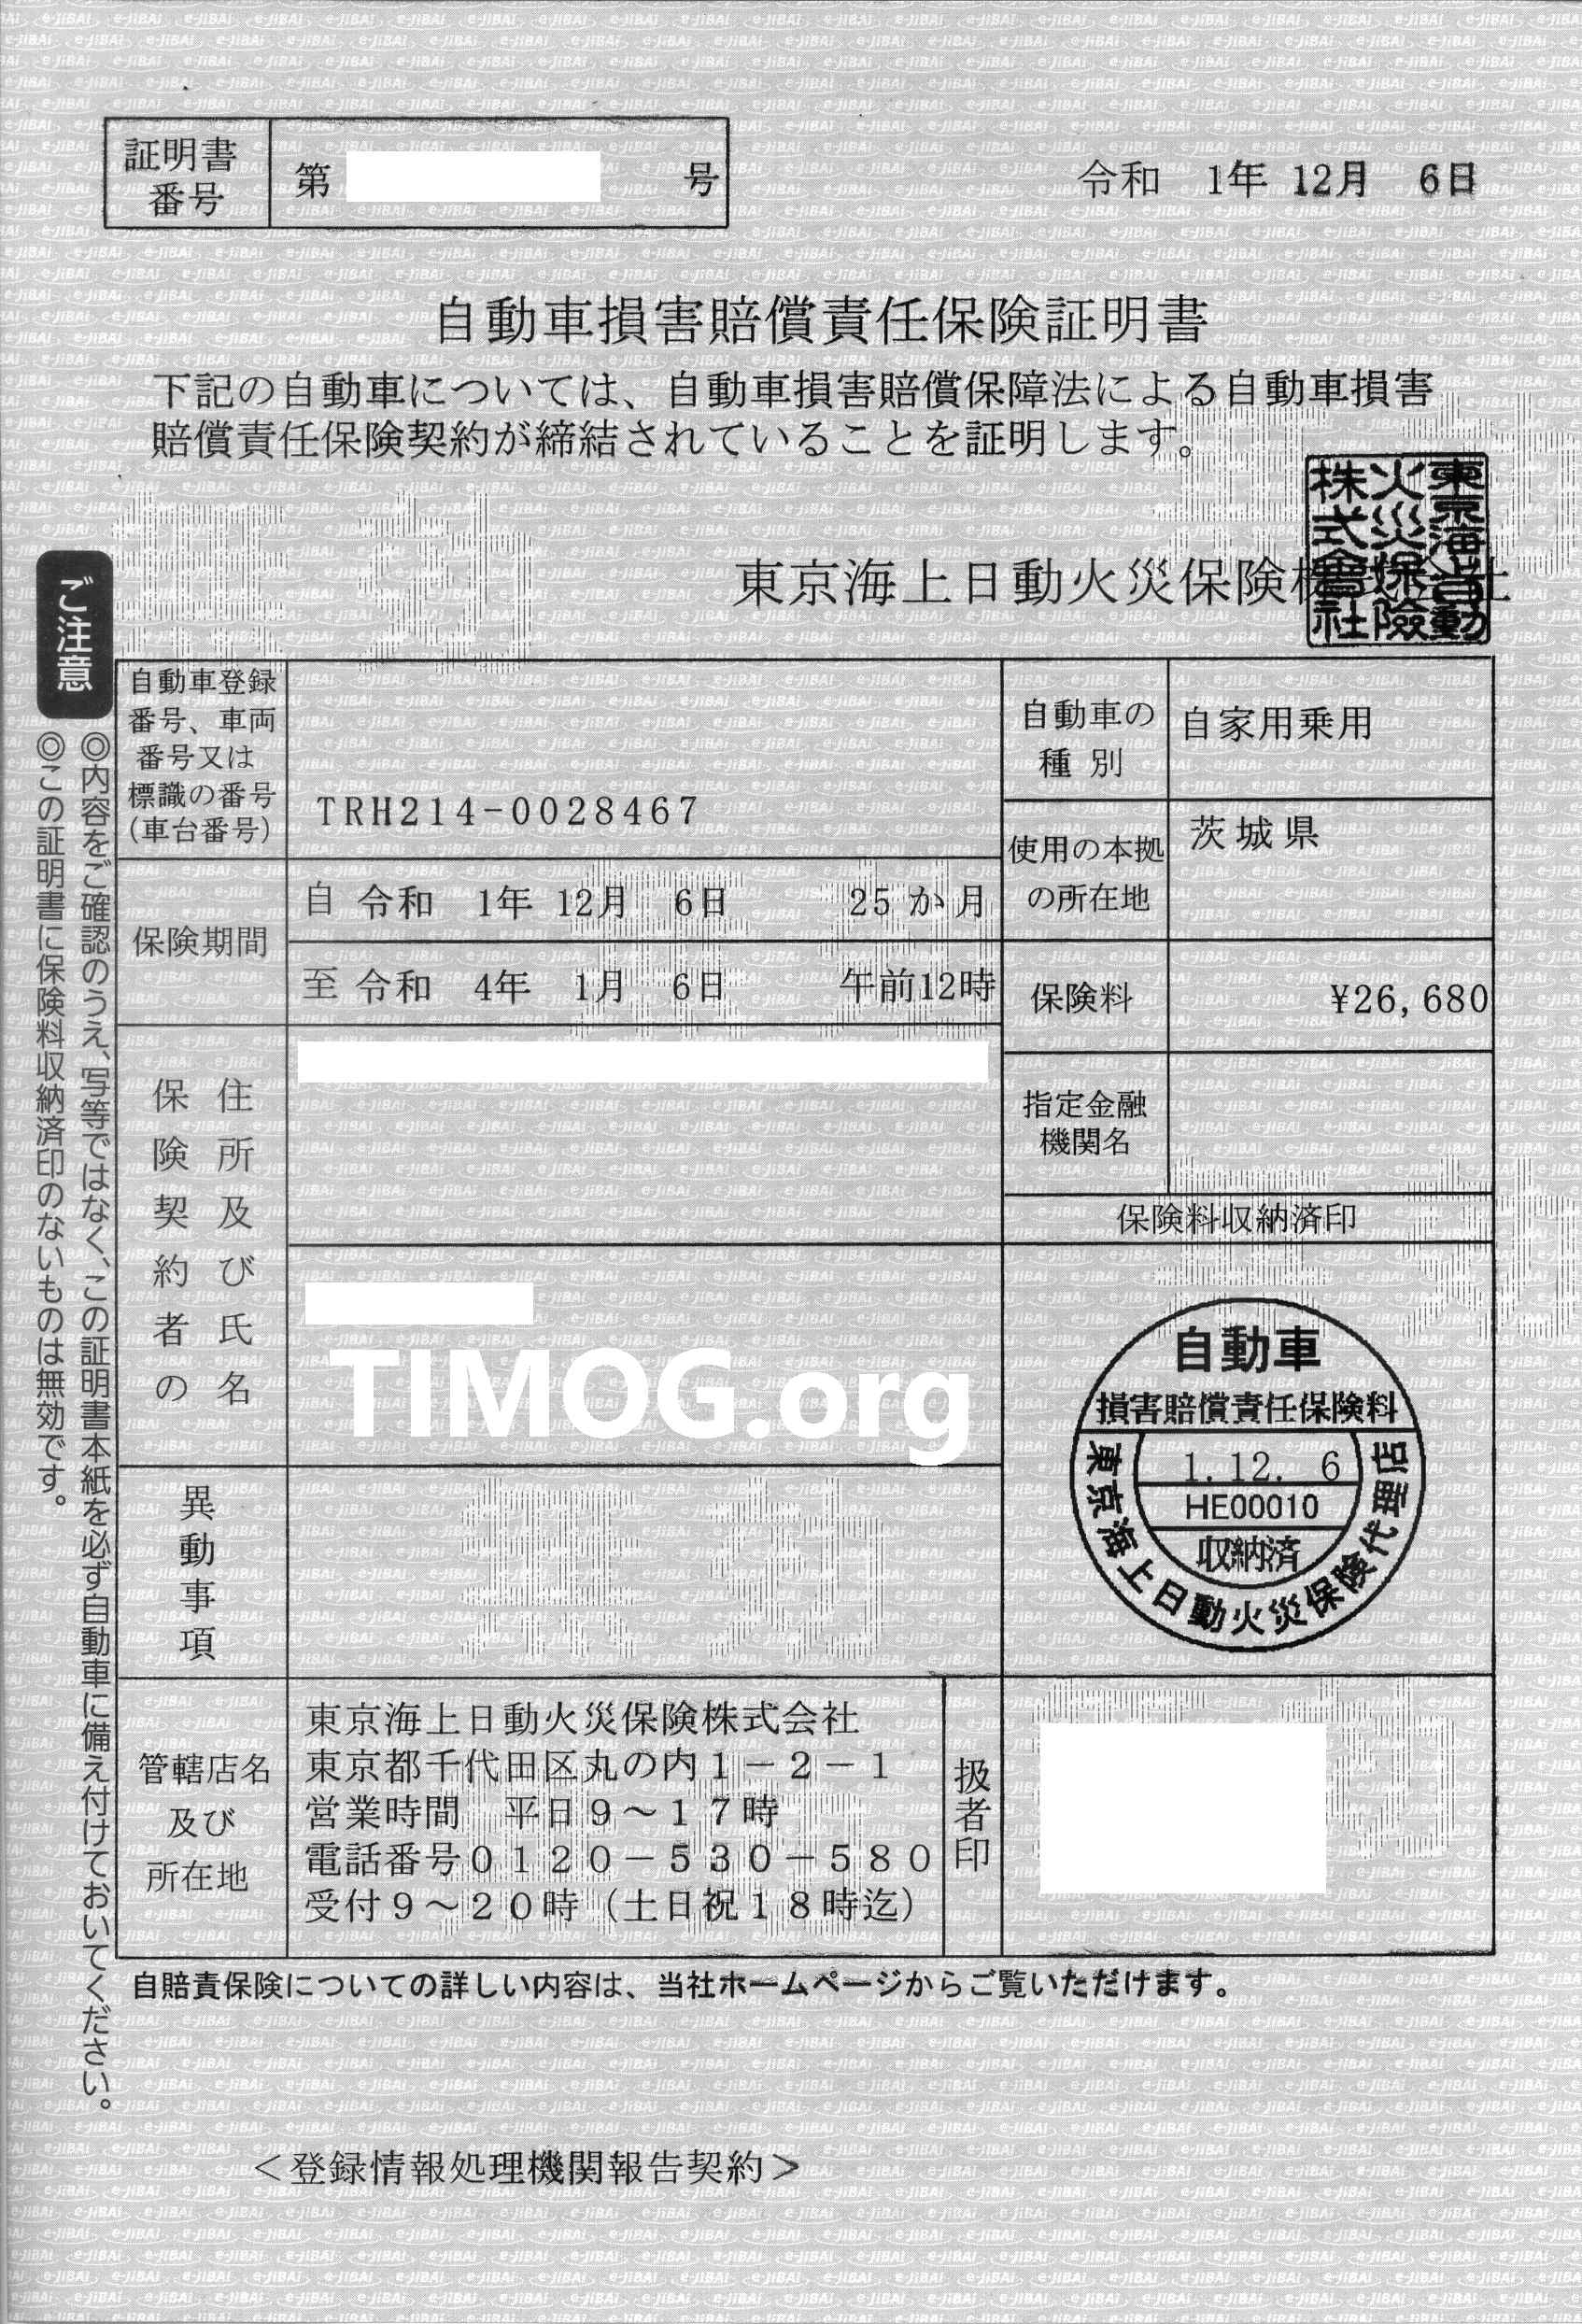 証明書
番号
第 号
令和 1年 12月 6日
自動車損害賠償責任保険証明書
下記の自動車については、自動車損害賠償保障法による自動車損害
賠償責任保険契約が締結されていることを証明します。
東京海上日動火災保険株式会社
東京海上日動
火災保険
株式会社
ご注意
◎内容をご確認のうえ、写等ではなく、この証明書本紙を必ず自動車に備え付けておいてください。
◎この証明書に保険料収納済印のないものは無効です。
自動車登録
番号、車両
番号又は
標識の番号
(車台番号)
TRH214-0028467
自動車の
種 別
自家用乗用
使用の本拠
の所在地
茨城県
保険期間
自 令和 1年 12月 6日 25か月
至 令和 4年 1月 6日 午前12時
保険料
¥26,680
保険契約者の
住所及び氏名
指定金融
機関名
保険料収納済印
TIMOG.org
自動車
損害賠償責任保険料
1.12. 6
HE00010
収納済
東京海上日動火災保険代理店
異動事項
無効
管轄店名
及び
所在地
東京海上日動火災保険株式会社
東京都千代田区丸の内1－2－1
営業時間 平日9～17時
電話番号0120－530－580
受付9～20時（土日祝18時迄）
扱者印
自賠責保険についての詳しい内容は、当社ホームページからご覧いただけます。
＜登録情報処理機関報告契約＞
e-JIBAI